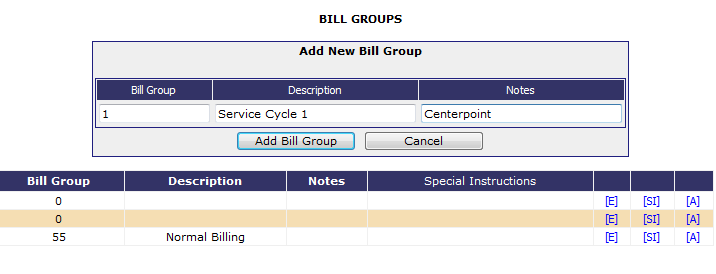 BILL GROUPS
Add New Bill Group
Bill Group Description Notes
1 Service Cycle 1 Centerpoint
Add Bill Group Cancel
Bill Group Description Notes Special Instructions
0 [E] [SI] [A]
0 [E] [SI] [A]
55 Normal Billing [E] [SI] [A]